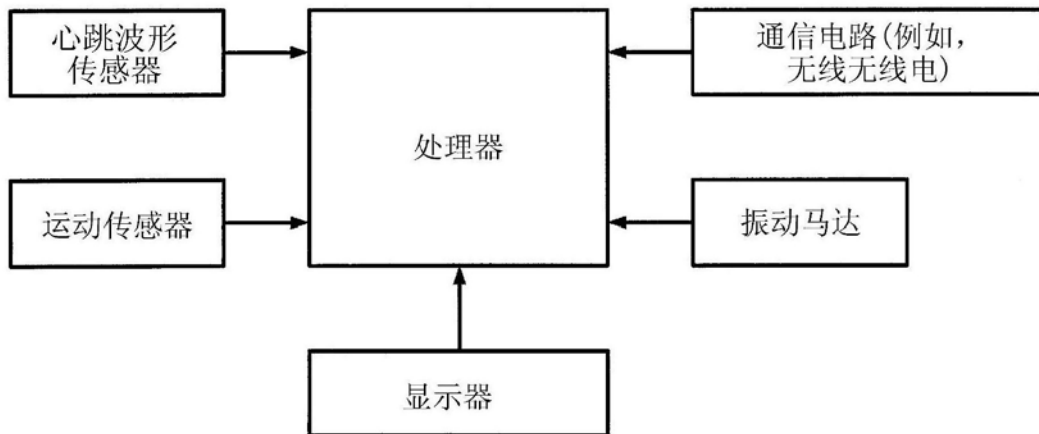 心跳波形
传感器
通信电路(例如，
无线无线电)
处理器
运动传感器
振动马达
显示器